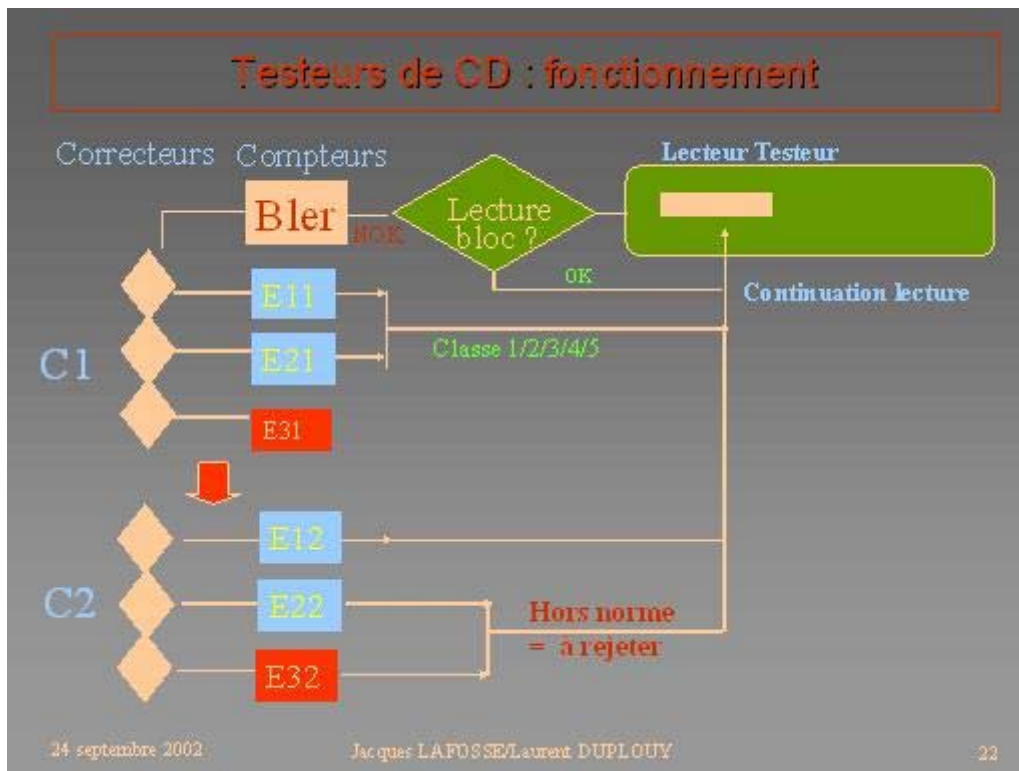 Testeurs de CD : fonctionnement
Correcteurs
Compteurs
Lecteur Testeur
Bler
NOK
Lecture
bloc ?
OK
Continuation lecture
E11
Classe 1/2/3/4/5
C1
E21
E31
E12
C2
E22
Hors norme
= à rejeter
E32
24 septembre 2002
Jacques LAFOSSE/Laurent DUPLOUY
22